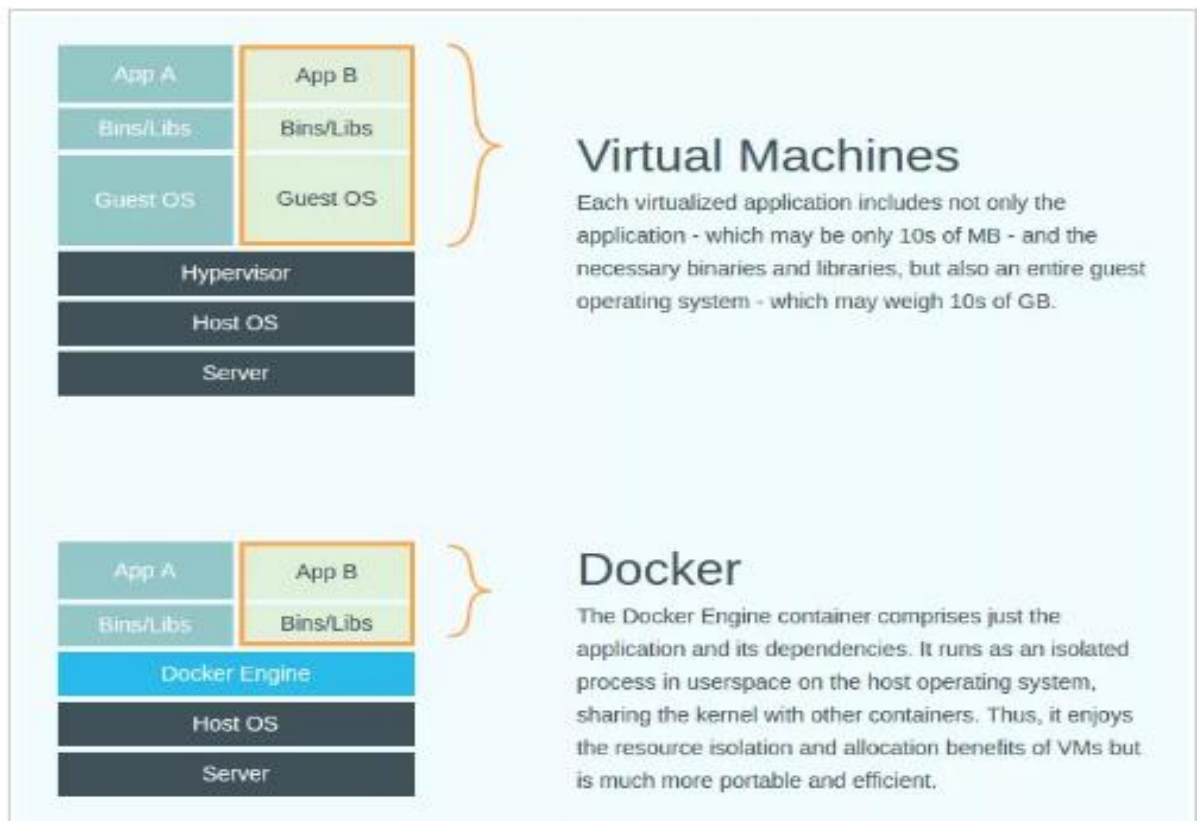 App A
App B
Bins/Libs
Bins/Libs
Guest OS
Guest OS
Hypervisor
Host OS
Server
Virtual Machines
Each virtualized application includes not only the
application - which may be only 10s of MB - and the
necessary binaries and libraries, but also an entire guest
operating system - which may weigh 10s of GB.
App A
App B
Bins/Libs
Bins/Libs
Docker Engine
Host OS
Server
Docker
The Docker Engine container comprises just the
application and its dependencies. It runs as an isolated
process in userspace on the host operating system,
sharing the kernel with other containers. Thus, it enjoys
the resource isolation and allocation benefits of VMs but
is much more portable and efficient.